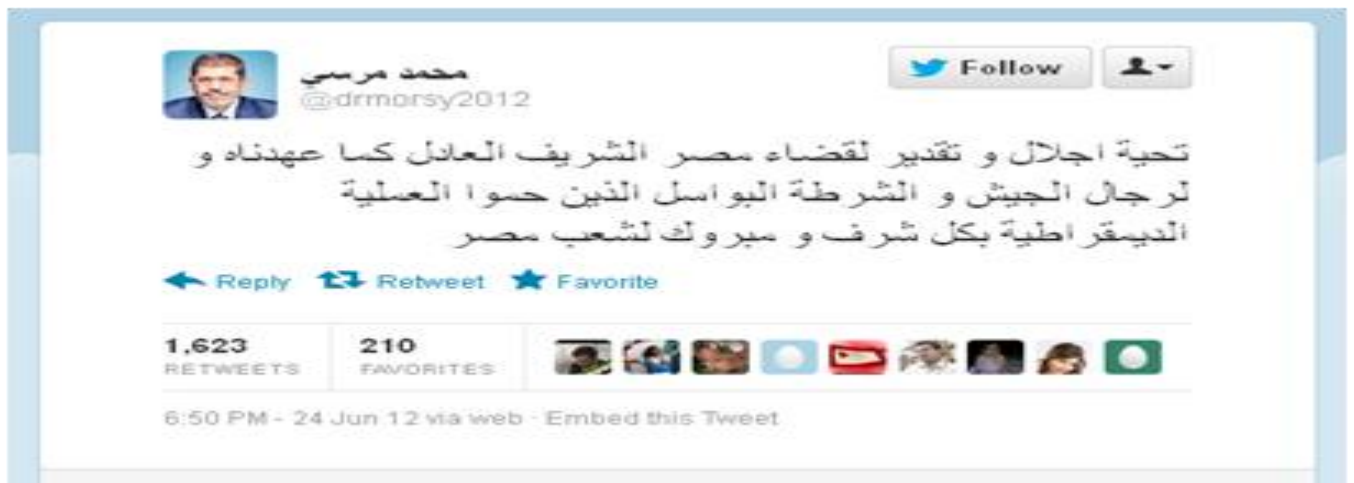 محمد مرسي
@drmorsy2012
Follow
تحية اجلال و تقدير لقضاء مصر الشريف العادل كما عهدناه و
لرجال الجيش و الشرطة البواسل الذين حموا العملية
الديمقراطية بكل شرف و مبروك لشعب مصر
Reply Retweet Favorite
1,623 210
RETWEETS FAVORITES
6:50 PM - 24 Jun 12 via web · Embed this Tweet